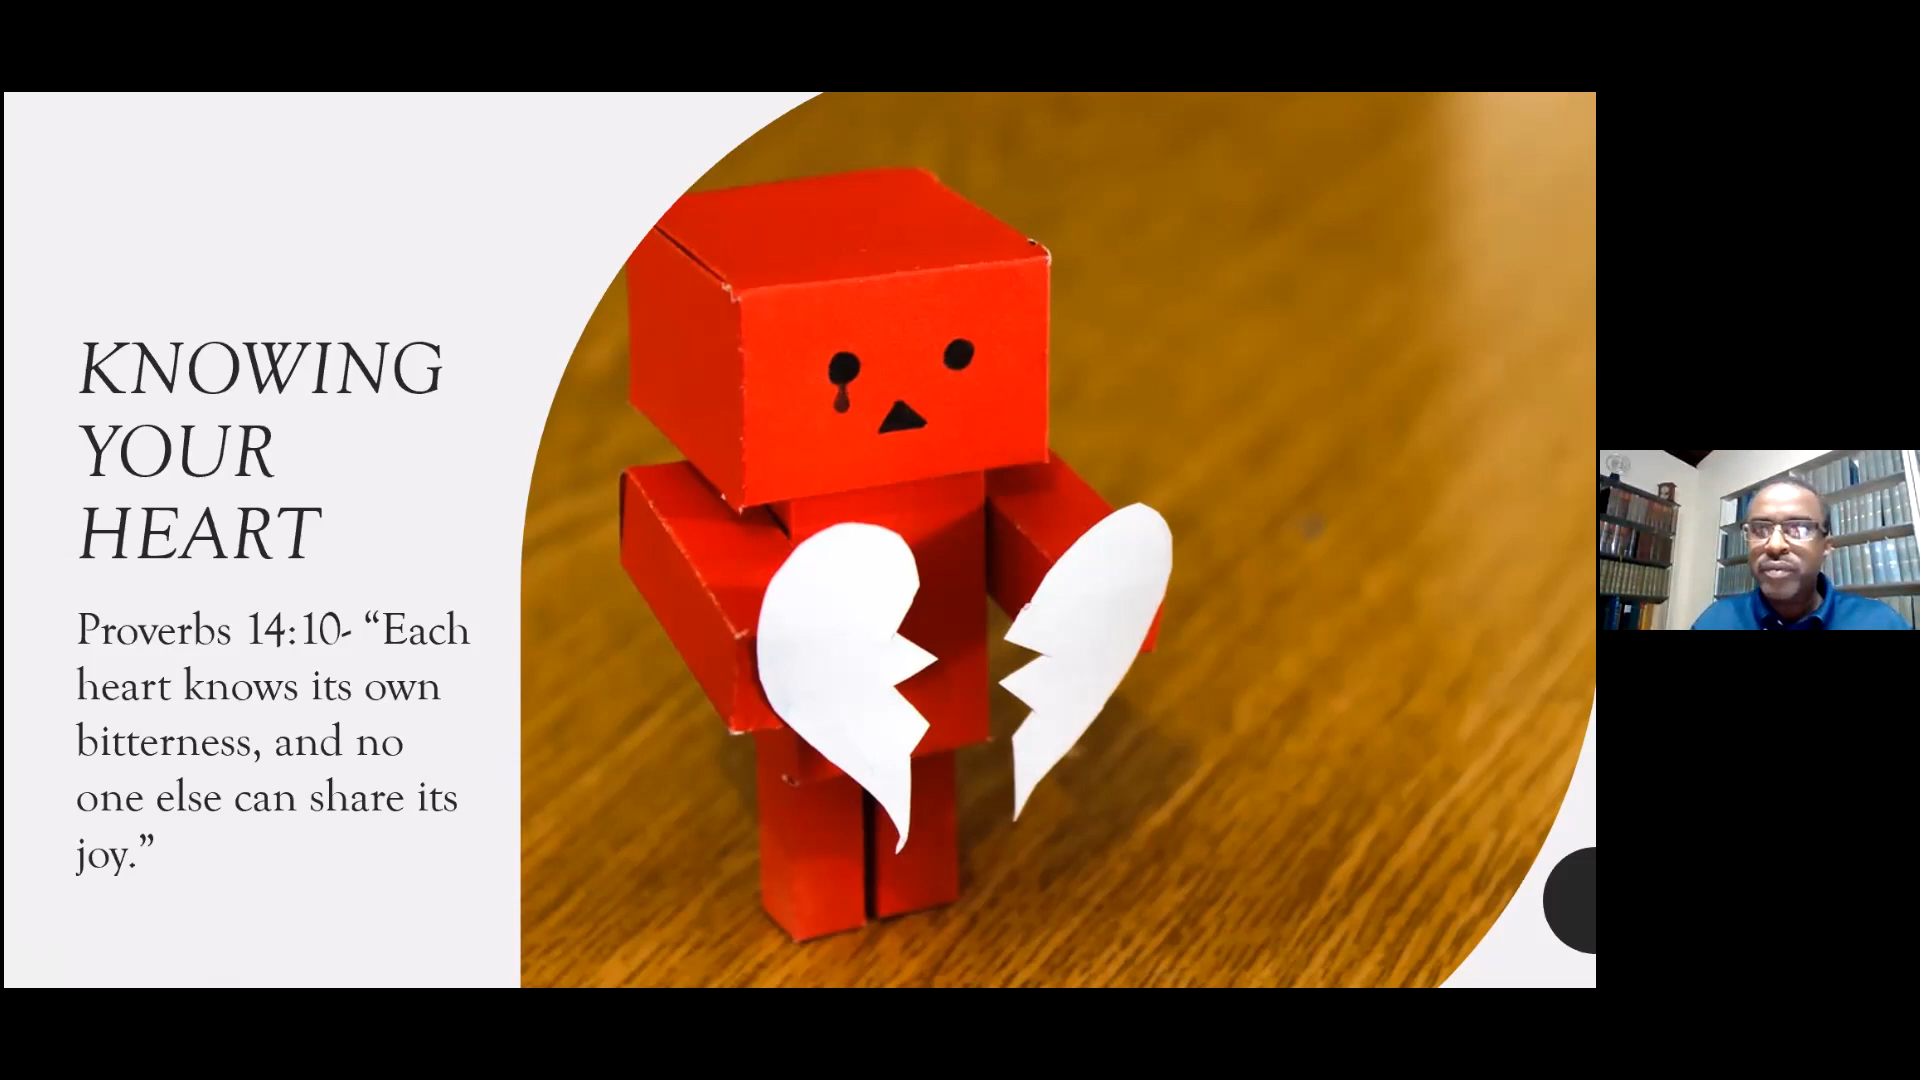 KNOWING
YOUR
HEART
Proverbs 14:10- “Each
heart knows its own
bitterness, and no
one else can share its
joy.”